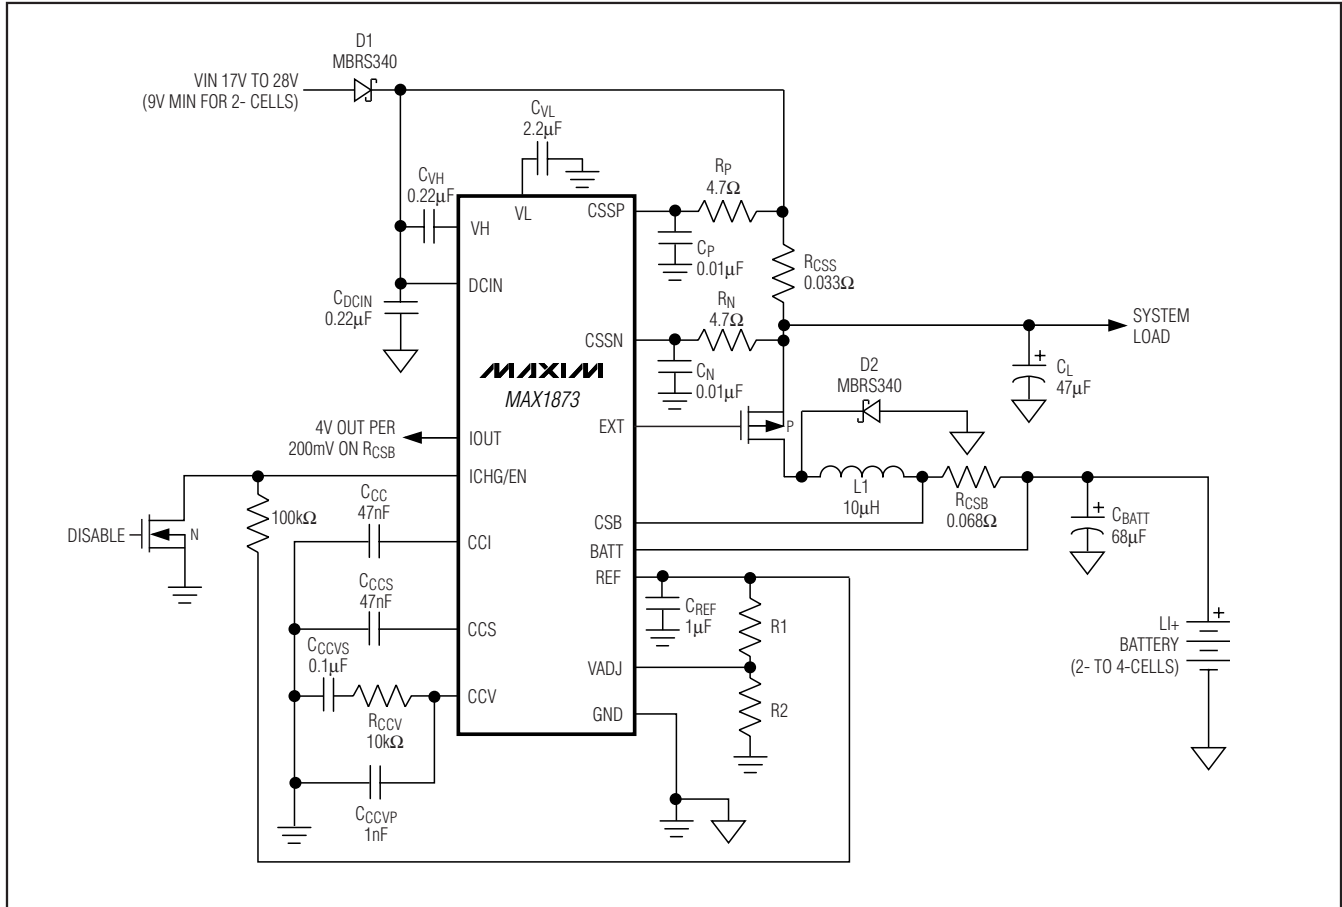 D1
MBRS340
VIN 17V TO 28V
(9V MIN FOR 2- CELLS)
CVL
2.2μF
CVH
0.22μF
RP
4.7Ω
VL
CSSP
VH
CP
0.01μF
RCSS
0.033Ω
DCIN
CDCIN
0.22μF
RN
4.7Ω
SYSTEM
LOAD
CSSN
MAXIM
MAX1873
CN
0.01μF
D2
MBRS340
CL
47μF
4V OUT PER
200mV ON RCSB
IOUT
EXT
P
ICHG/EN
L1
10μH
RCSB
0.068Ω
CCC
47nF
100kΩ
DISABLE
N
CCI
CSB
CBATT
68μF
BATT
REF
CCCS
47nF
CREF
1μF
R1
CCS
LI+
BATTERY
(2- TO 4-CELLS)
+
+
+
CCCVS
0.1μF
VADJ
CCV
RCCV
10kΩ
GND
R2
CCCVP
1nF